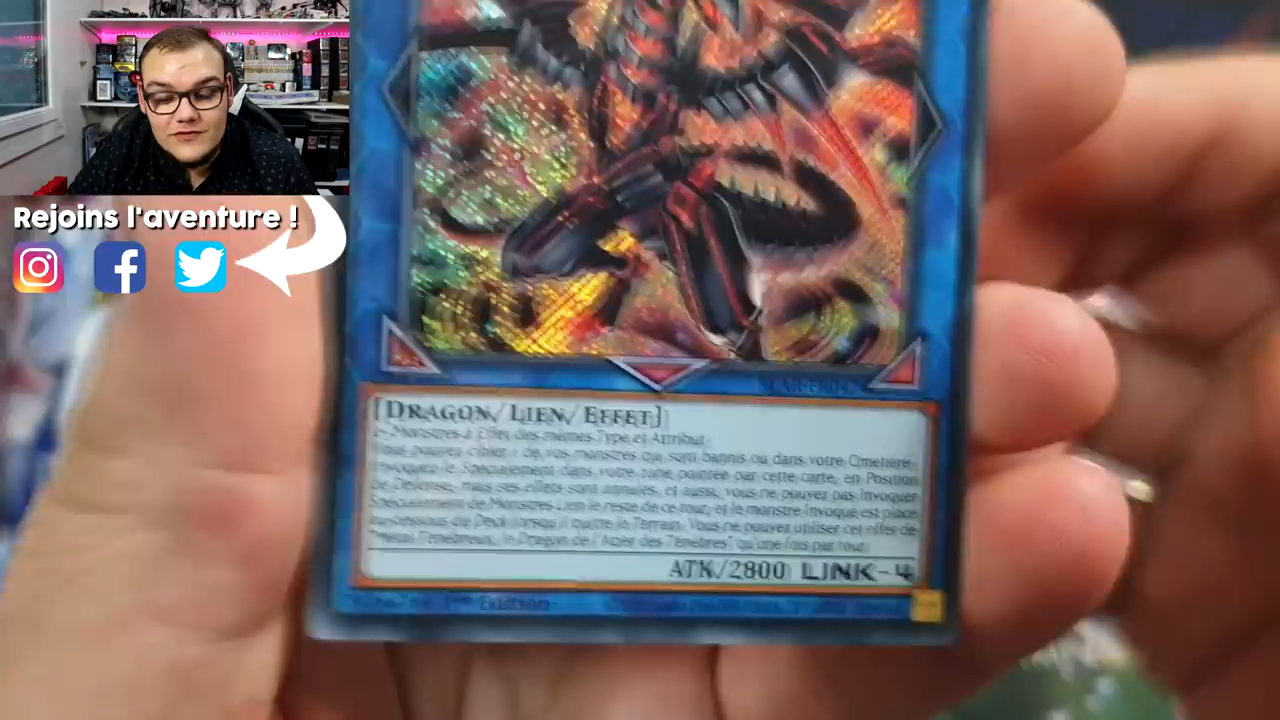 Rejoins l'aventure !
[DRAGON/LIEN/EFFET]
2+ Monstres à Effet des mêmes Type et Attribut
Vous pouvez cibler 1 de vos monstres qui sont bannis ou dans votre Cimetière ;
Invoquez-le Spécialement dans votre zone pointée par cette carte, en Position
de Défense, mais ses effets sont annulés, et aussi, vous ne pouvez pas Invoquer
Spécialement de Monstres Lien le reste de ce tour, et le monstre Invoqué est placé
au-dessous du Deck lorsqu'il quitte le Terrain. Vous ne pouvez utiliser cet effet de
"Métal Ténébreux, le Dragon de l'Acier des Ténèbres" qu'une fois par tour.
ATK/2800 LINK-4
1ère Edition